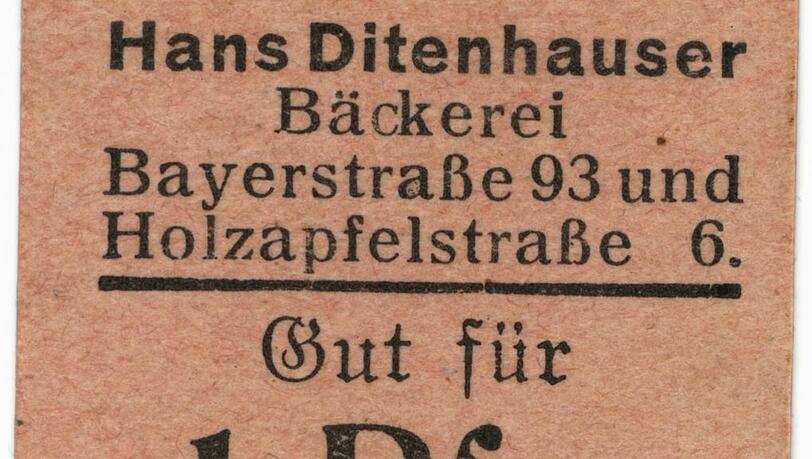 Hans Ditenhauser
Bäckerei
Bayerstraße 93 und
Holzapfelstraße 6.
Gut für